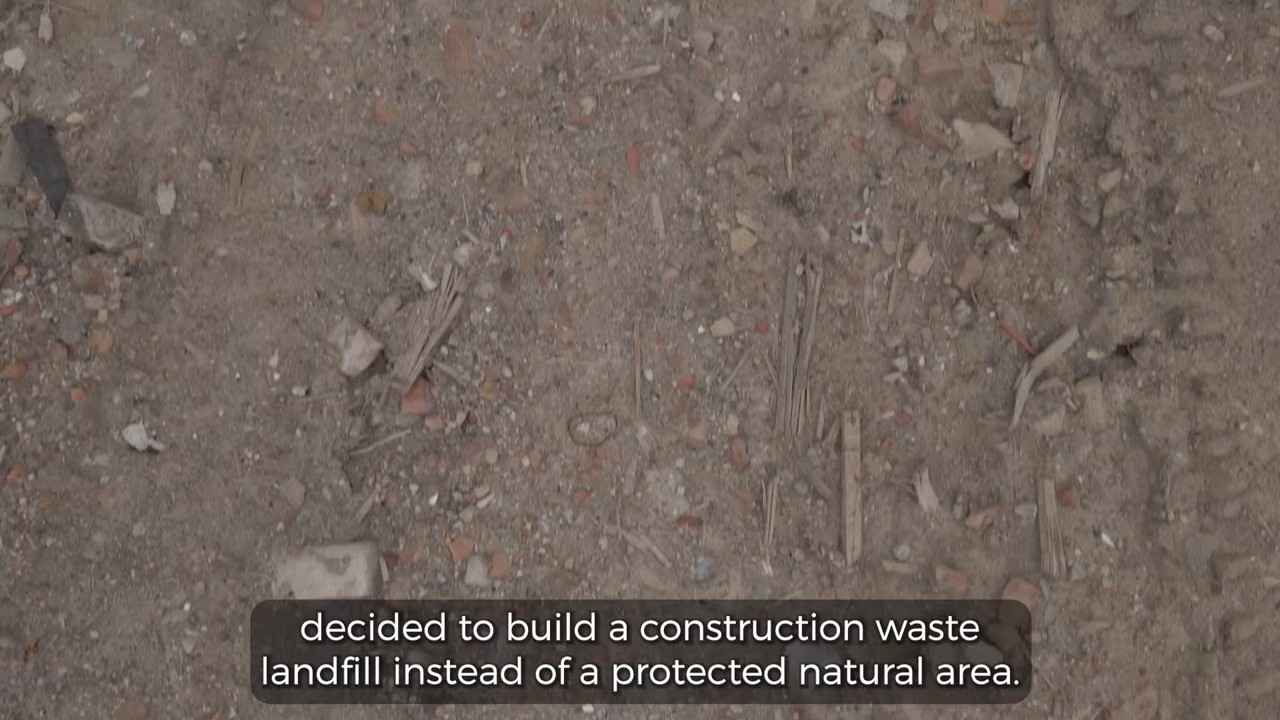 decided to build a construction waste
landfill instead of a protected natural area.